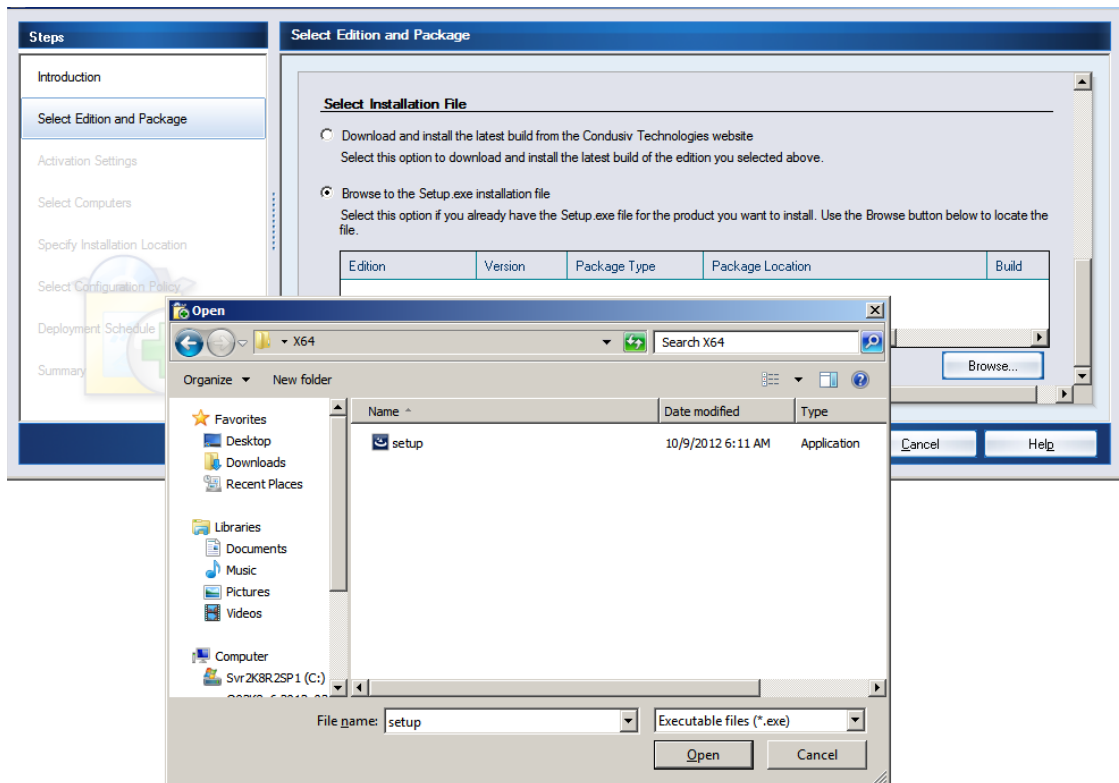 Steps
Introduction
Select Edition and Package
Activation Settings
Select Computers
Specify Installation Location
Select Configuration Policy
Deployment Schedule
Summary
Select Edition and Package
Select Installation File
Download and install the latest build from the Condusiv Technologies website
Select this option to download and install the latest build of the edition you selected above.
Browse to the Setup.exe installation file
Select this option if you already have the Setup.exe file for the product you want to install. Use the Browse button below to locate the
file.
Edition Version Package Type Package Location Build
Browse...
Cancel Help
Open
X64 Search X64
Organize New folder
Name Date modified Type
setup 10/9/2012 6:11 AM Application
Favorites
Desktop
Downloads
Recent Places
Libraries
Documents
Music
Pictures
Videos
Computer
Svr2K8R2SP1 (C:)
File name: setup Executable files (*.exe)
Open Cancel